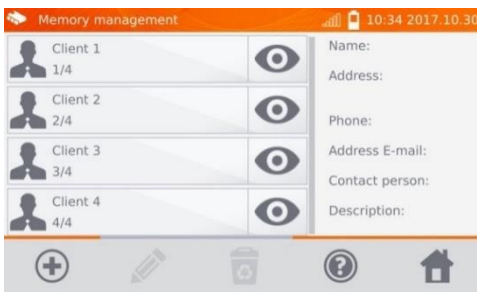 Memory management
10:34 2017.10.30
Client 1
1/4
Client 2
2/4
Client 3
3/4
Client 4
4/4
Name:
Address:
Phone:
Address E-mail:
Contact person:
Description: